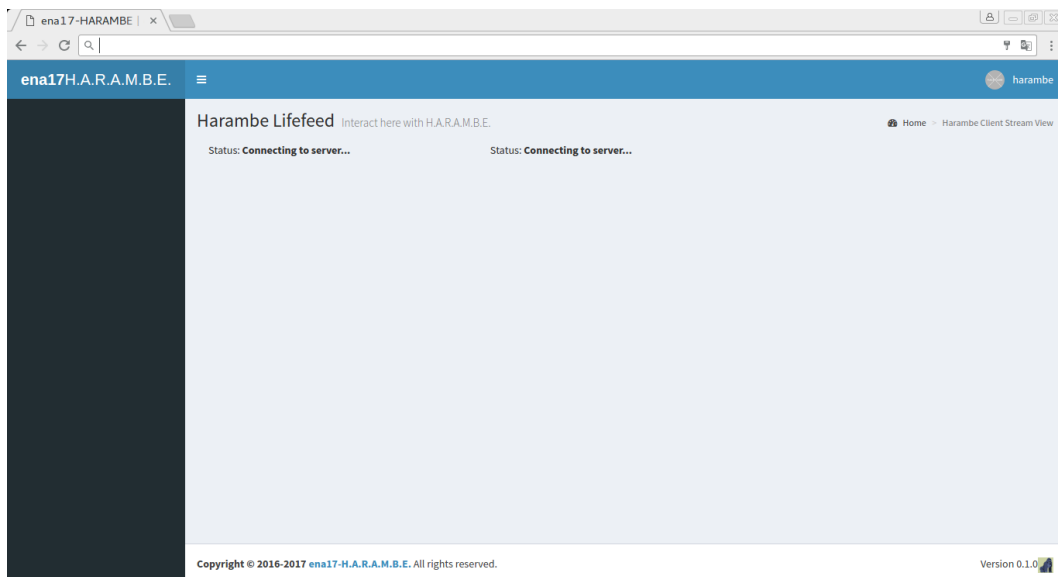 ena17-HARAMBE |
ena17H.A.R.A.M.B.E.
harambe
Harambe Lifefeed Interact here with H.A.R.A.M.B.E.
Home > Harambe Client Stream View
Status: Connecting to server...
Status: Connecting to server...
Copyright © 2016-2017 ena17-H.A.R.A.M.B.E. All rights reserved.
Version 0.1.0